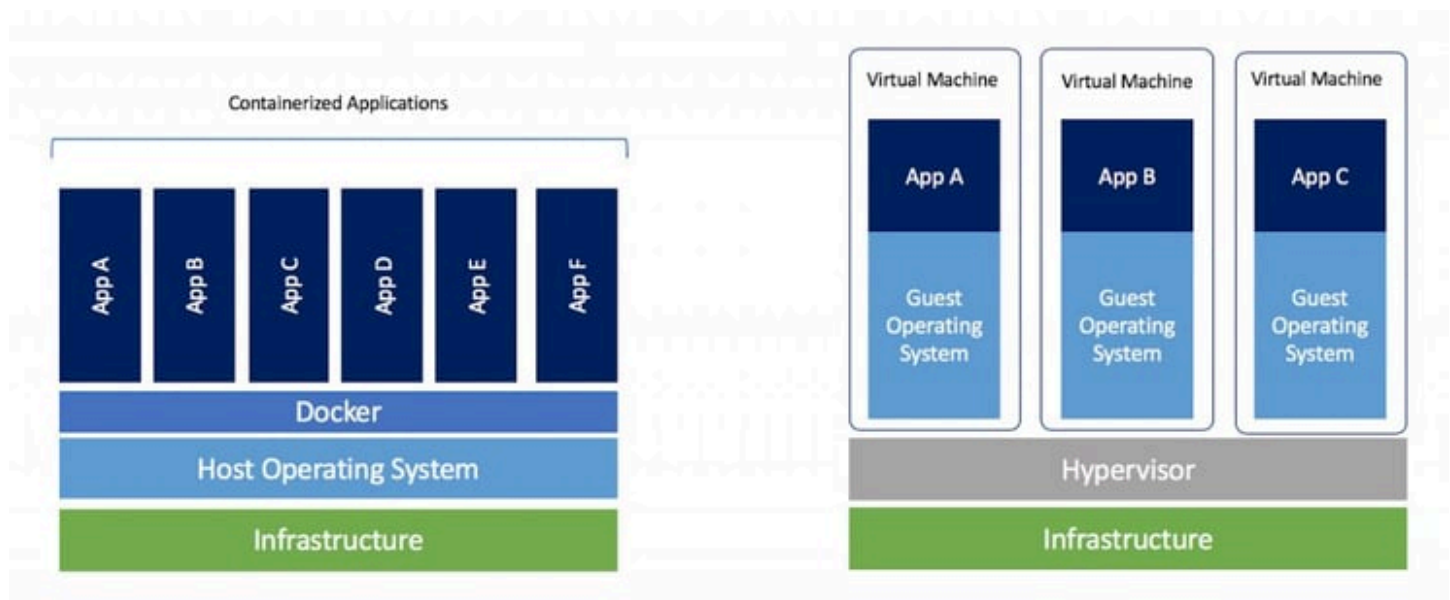 Containerized Applications
App A
App B
App C
App D
App E
App F
Docker
Host Operating System
Infrastructure
Virtual Machine
App A
Guest
Operating
System
Virtual Machine
App B
Guest
Operating
System
Virtual Machine
App C
Guest
Operating
System
Hypervisor
Infrastructure